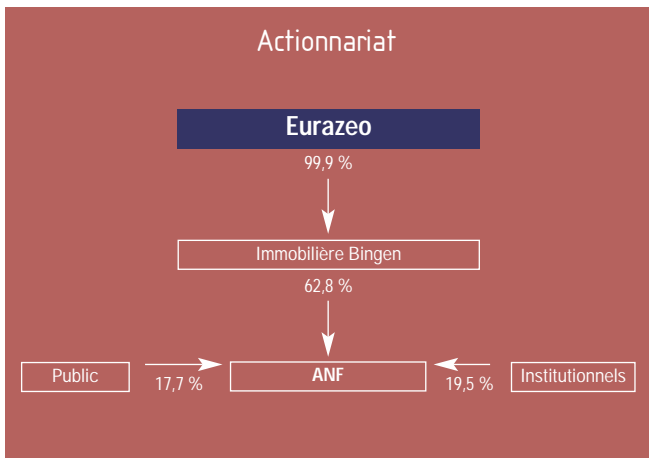 Actionnariat
Eurazeo
99,9 %
Immobilière Bingen
62,8 %
Public
17,7 %
ANF
19,5 %
Institutionnels